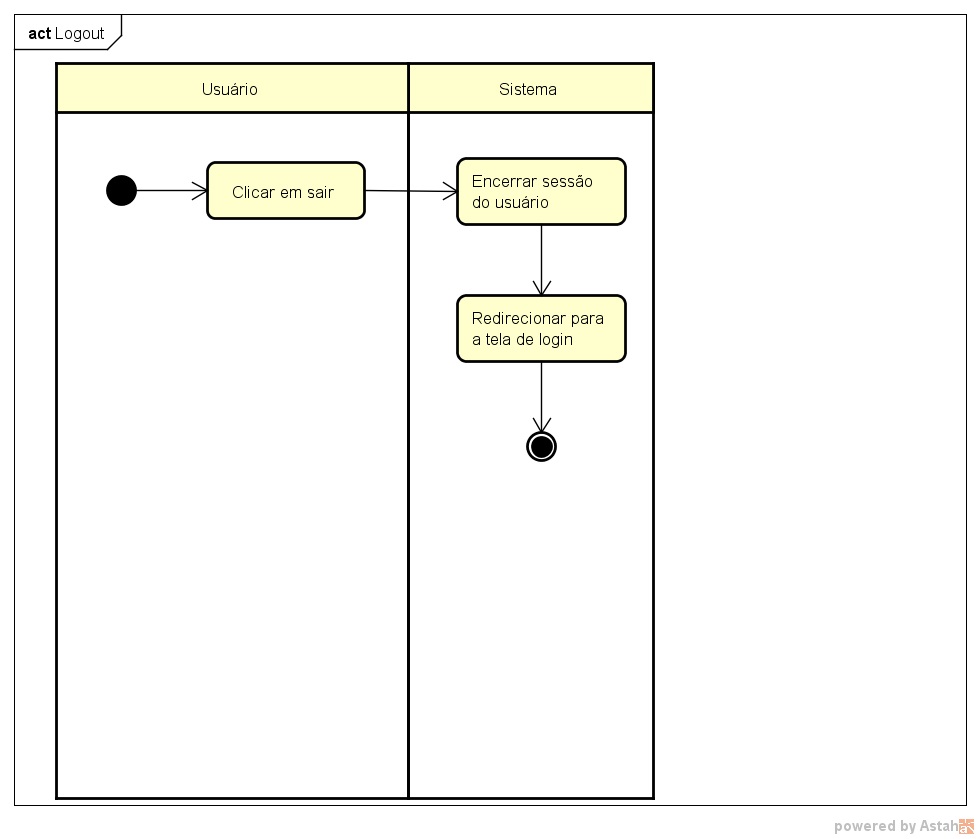 act Logout
Usuário
Sistema
Clicar em sair
Encerrar sessão
do usuário
Redirecionar para
a tela de login
powered by Astah